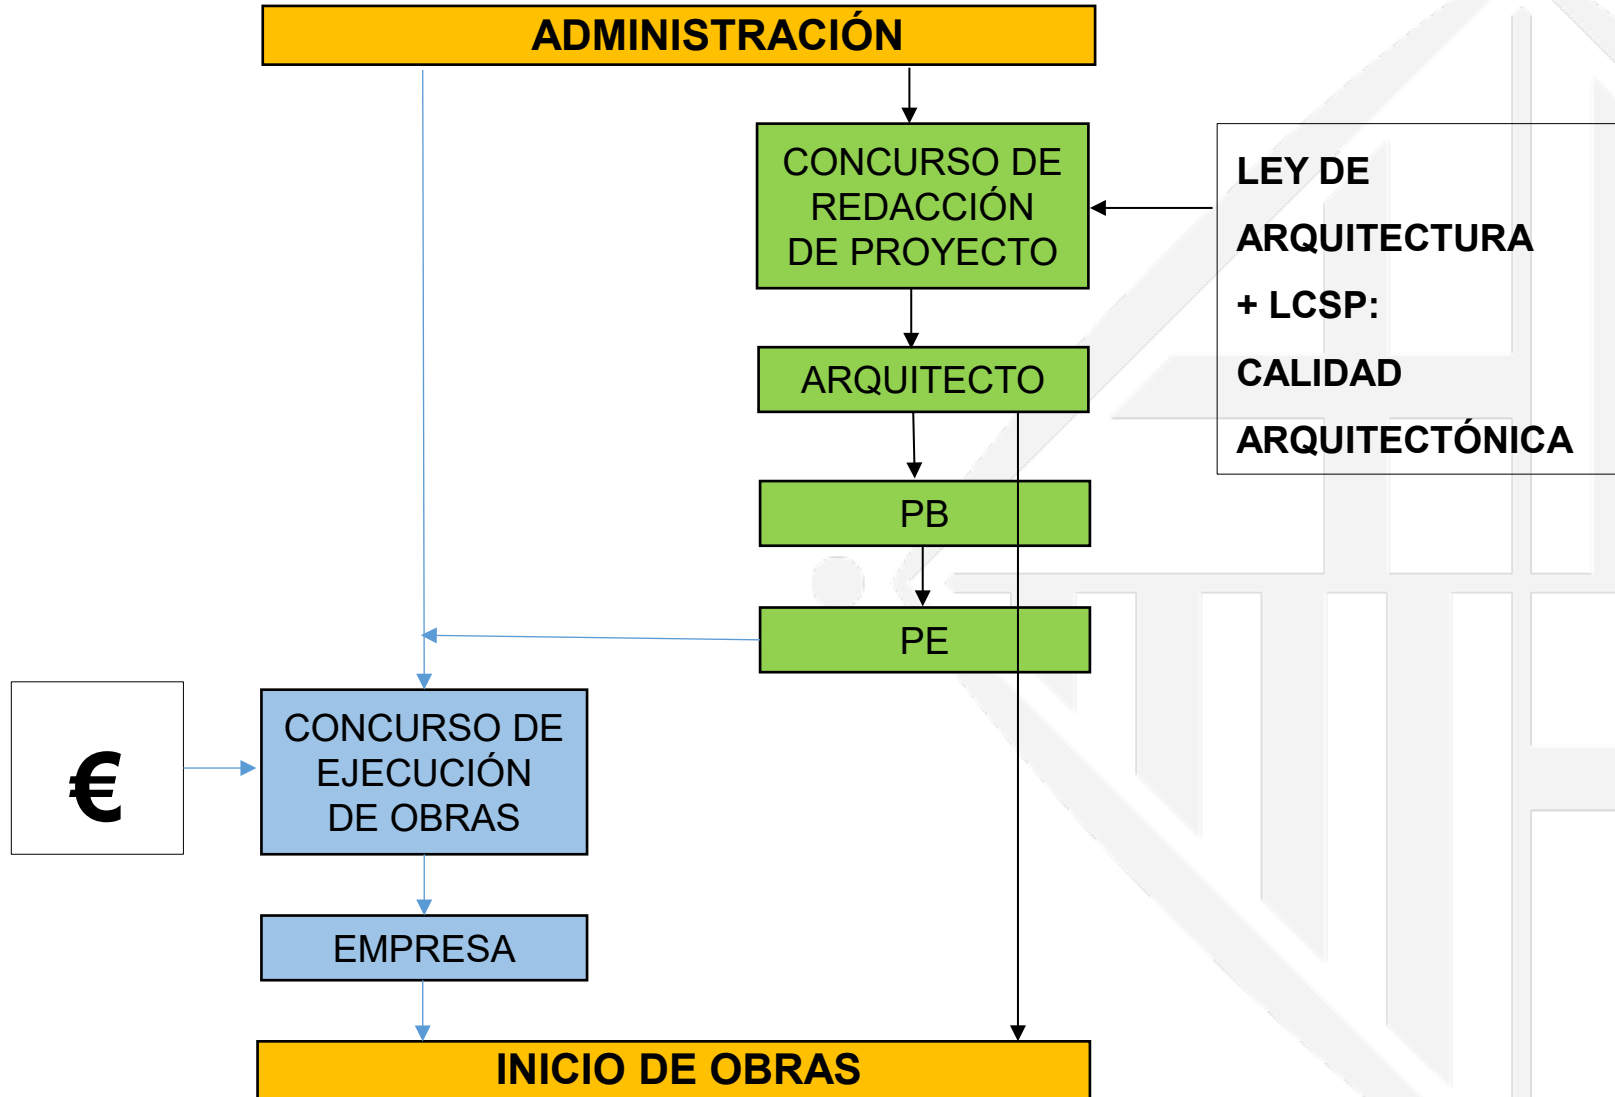 ADMINISTRACIÓN
CONCURSO DE
REDACCIÓN
DE PROYECTO
LEY DE
ARQUITECTURA
+ LCSP:
CALIDAD
ARQUITECTÓNICA
ARQUITECTO
PB
PE
€
CONCURSO DE
EJECUCIÓN
DE OBRAS
EMPRESA
INICIO DE OBRAS